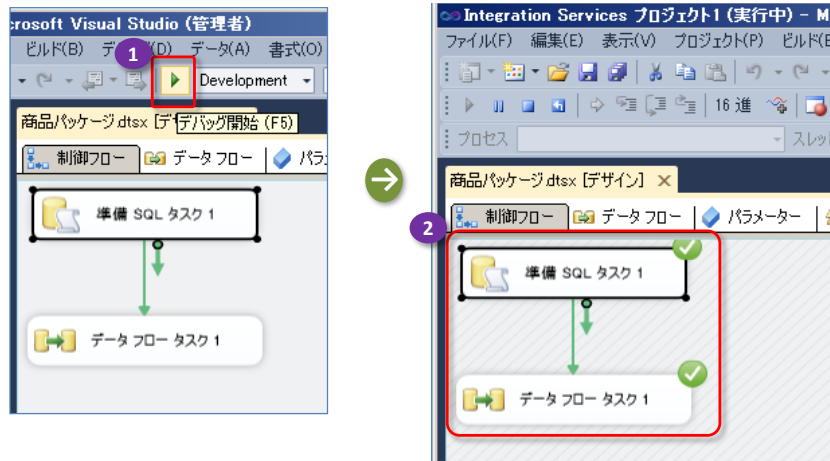 crosoft Visual Studio (管理者)
ビルド(B) デ (D) データ(A) 書式(O)
1
Development
商品パッケージ.dtsx [デ
デバッグ開始 (F5)
制御フロー データ フロー パラ
準備 SQL タスク 1
データ フロー タスク 1
Integration Services プロジェクト1 (実行中) - M
ファイル(F) 編集(E) 表示(V) プロジェクト(P) ビルド(E
16 進
プロセス スレッ
商品パッケージ.dtsx [デザイン] ×
制御フロー データ フロー パラメーター
2
準備 SQL タスク 1
データ フロー タスク 1